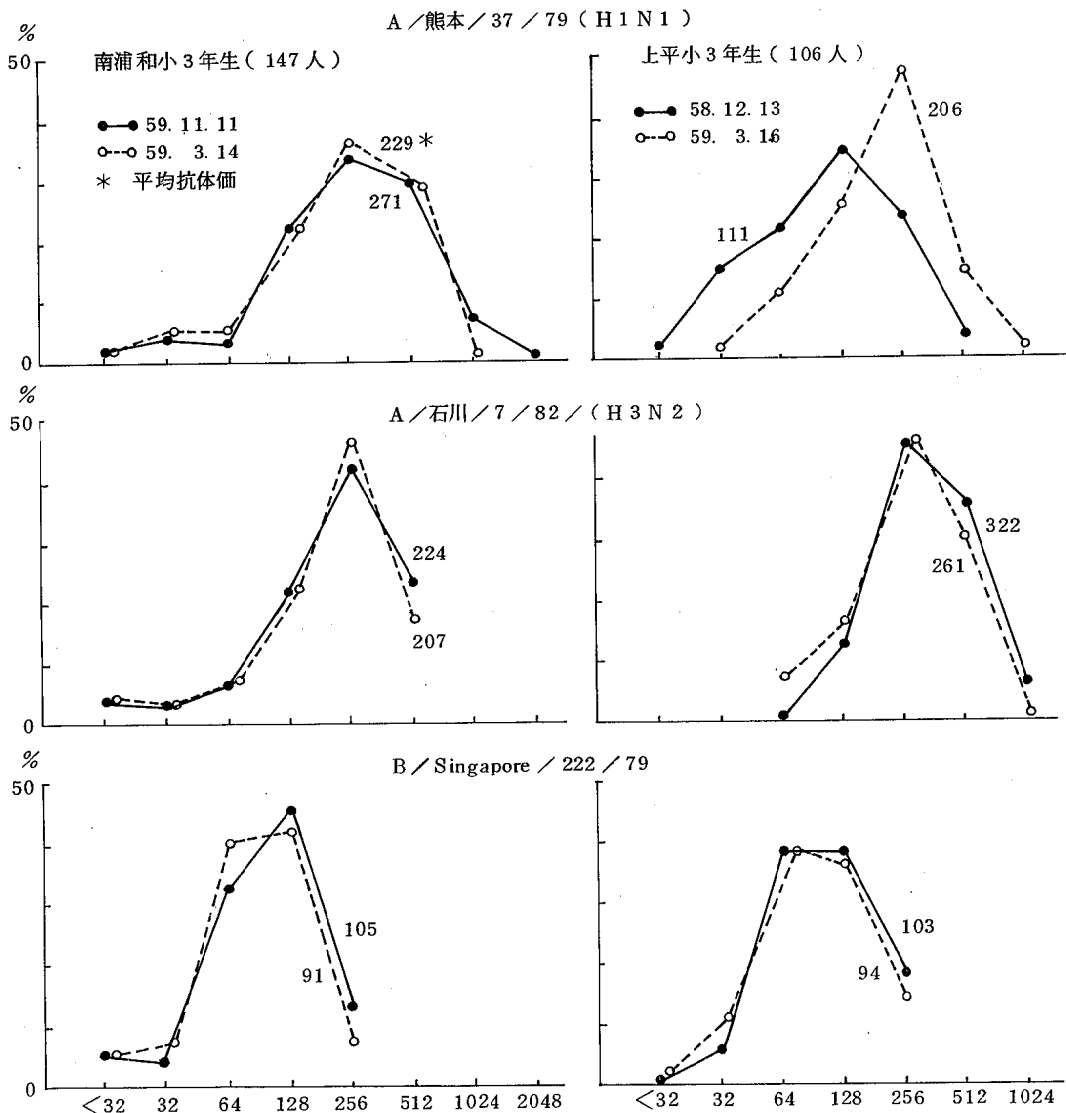 A／熊本／37／79（H1N1）
%
50
南浦和小3年生（147人）
59. 11. 11
59. 3. 14
＊ 平均抗体価
229＊
271
0
上平小3年生（106人）
58. 12. 13
59. 3. 16
206
111
A／石川／7／82／（H3N2）
%
50
224
207
0
322
261
B／Singapore／222／79
%
50
105
91
0
103
94
＜32 32 64 128 256 512 1024 2048
＜32 32 64 128 256 512 1024